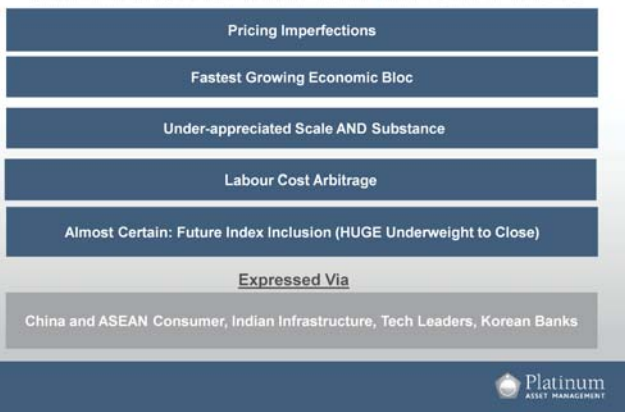 Pricing Imperfections
Fastest Growing Economic Bloc
Under-appreciated Scale AND Substance
Labour Cost Arbitrage
Almost Certain: Future Index Inclusion (HUGE Underweight to Close)
Expressed Via
China and ASEAN Consumer, Indian Infrastructure, Tech Leaders, Korean Banks
Platinum
ASSET MANAGEMENT